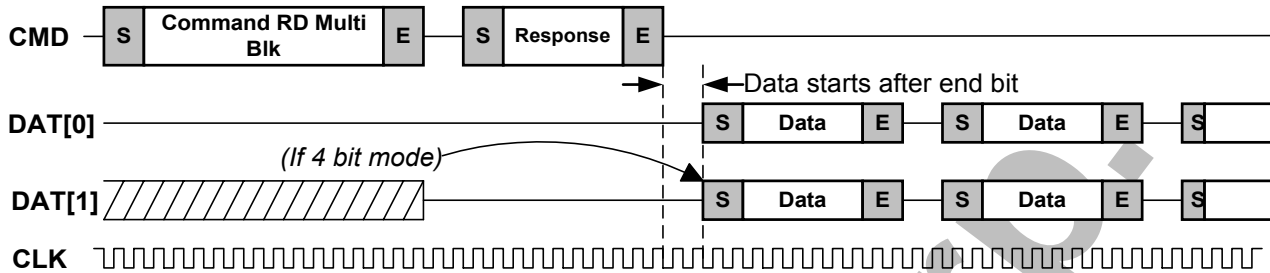 CMD S Command RD Multi Blk E S Response E
Data starts after end bit
DAT[0] S Data E S Data E S
(If 4 bit mode)
DAT[1] S Data E S Data E S
CLK